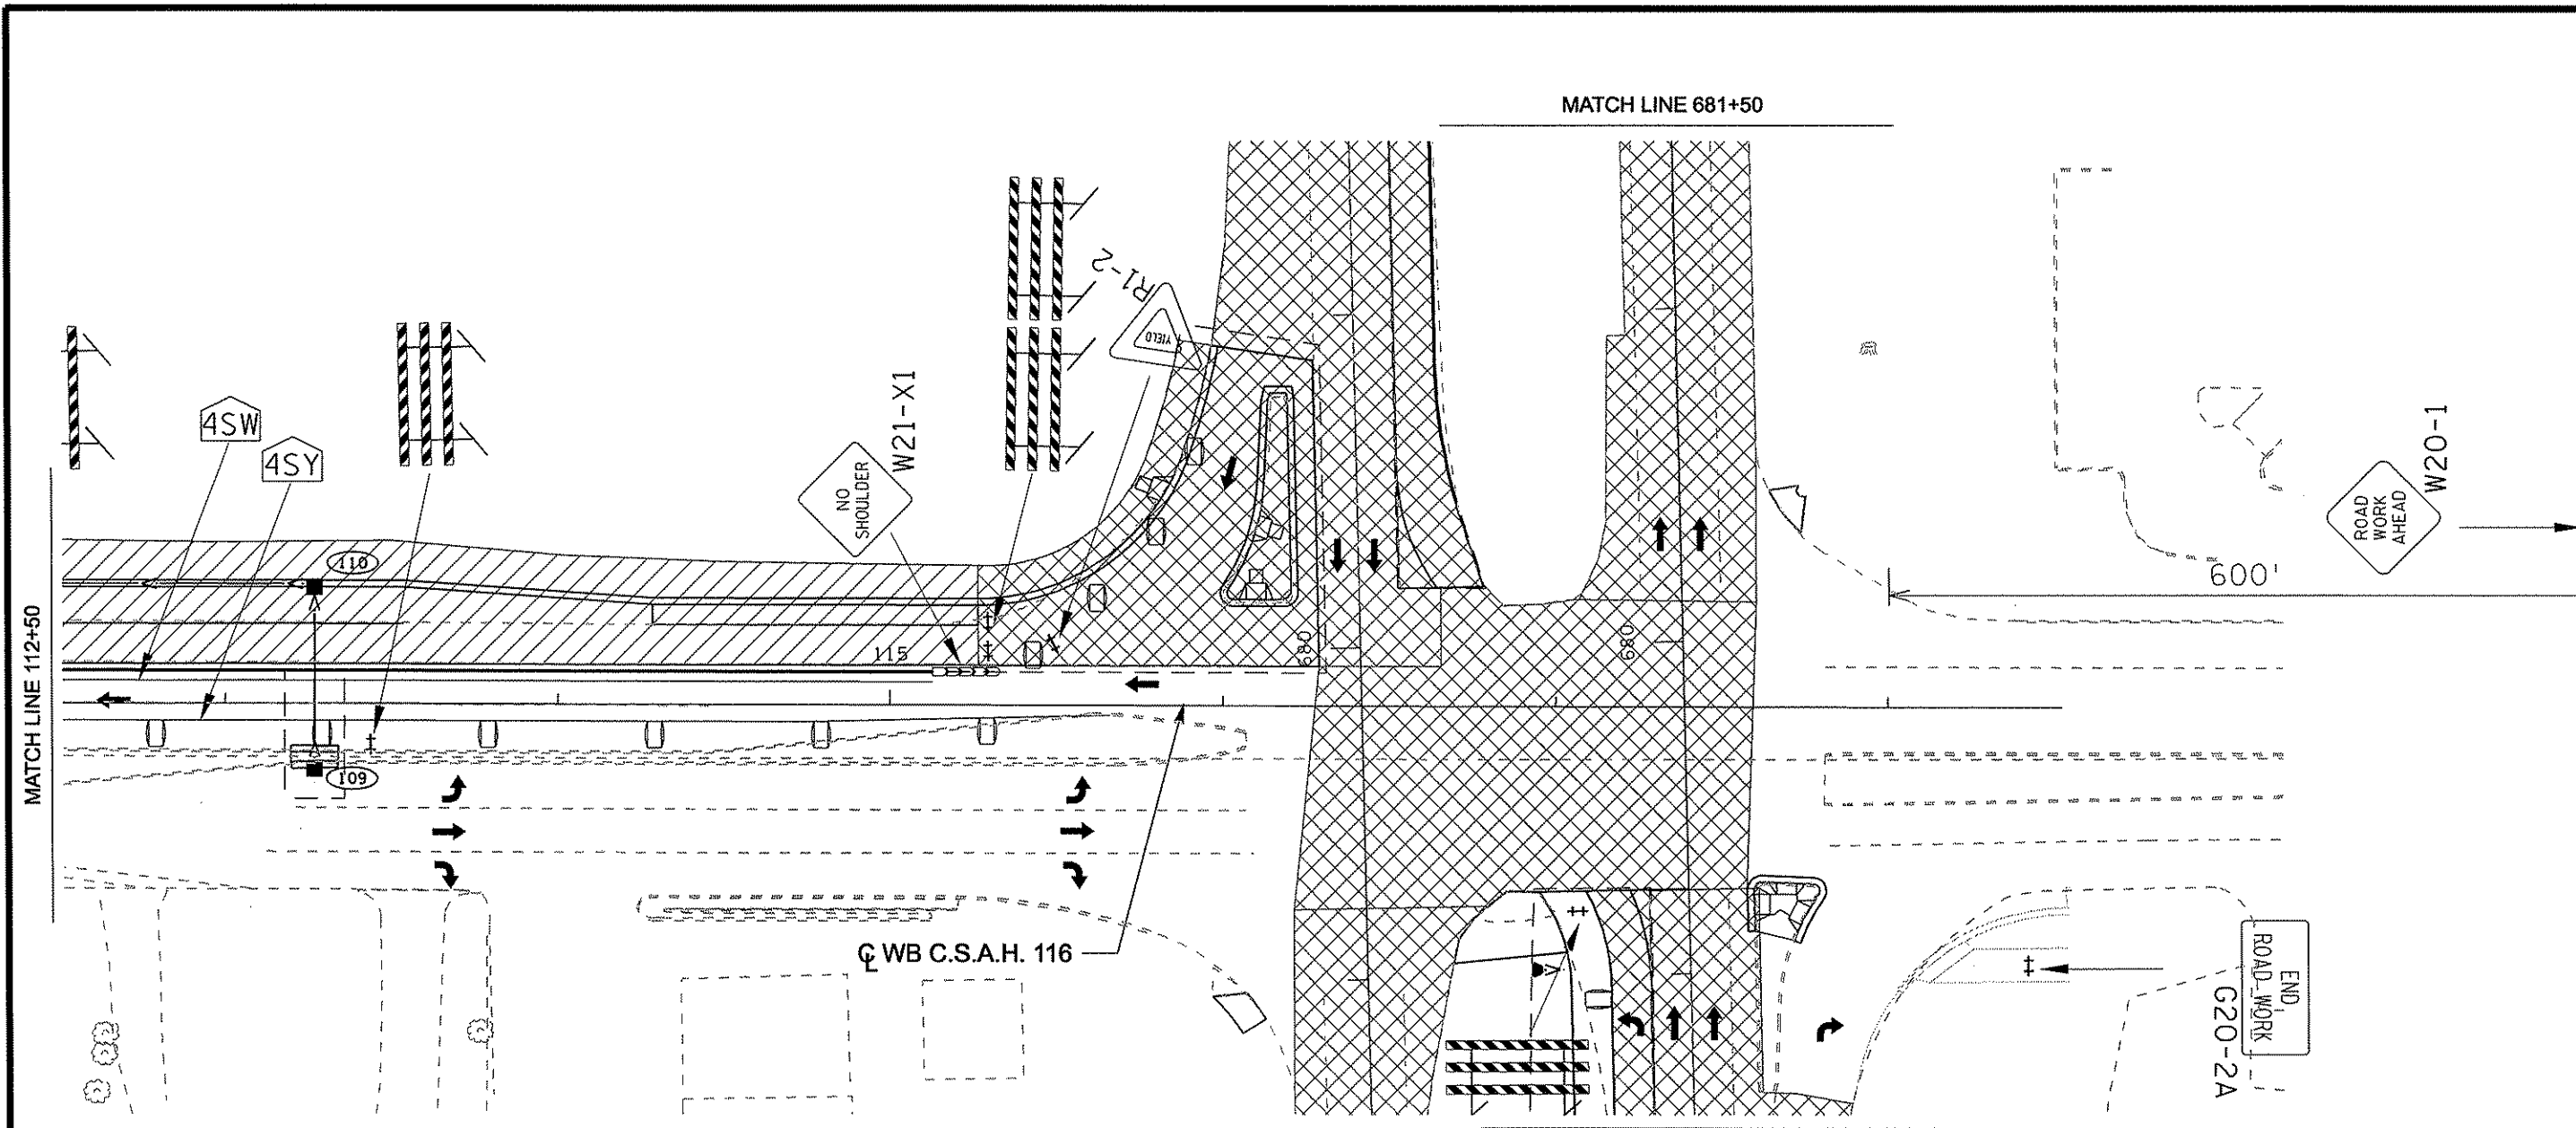 MATCH LINE 681+50
R1-2
YIELD
W21-X1
NO
SHOULDER
4SW
4SY
W20-1
ROAD
WORK
AHEAD
600'
110
115
680
680
MATCH LINE 112+50
109
℄ WB C.S.A.H. 116
END
ROAD WORK
G20-2A